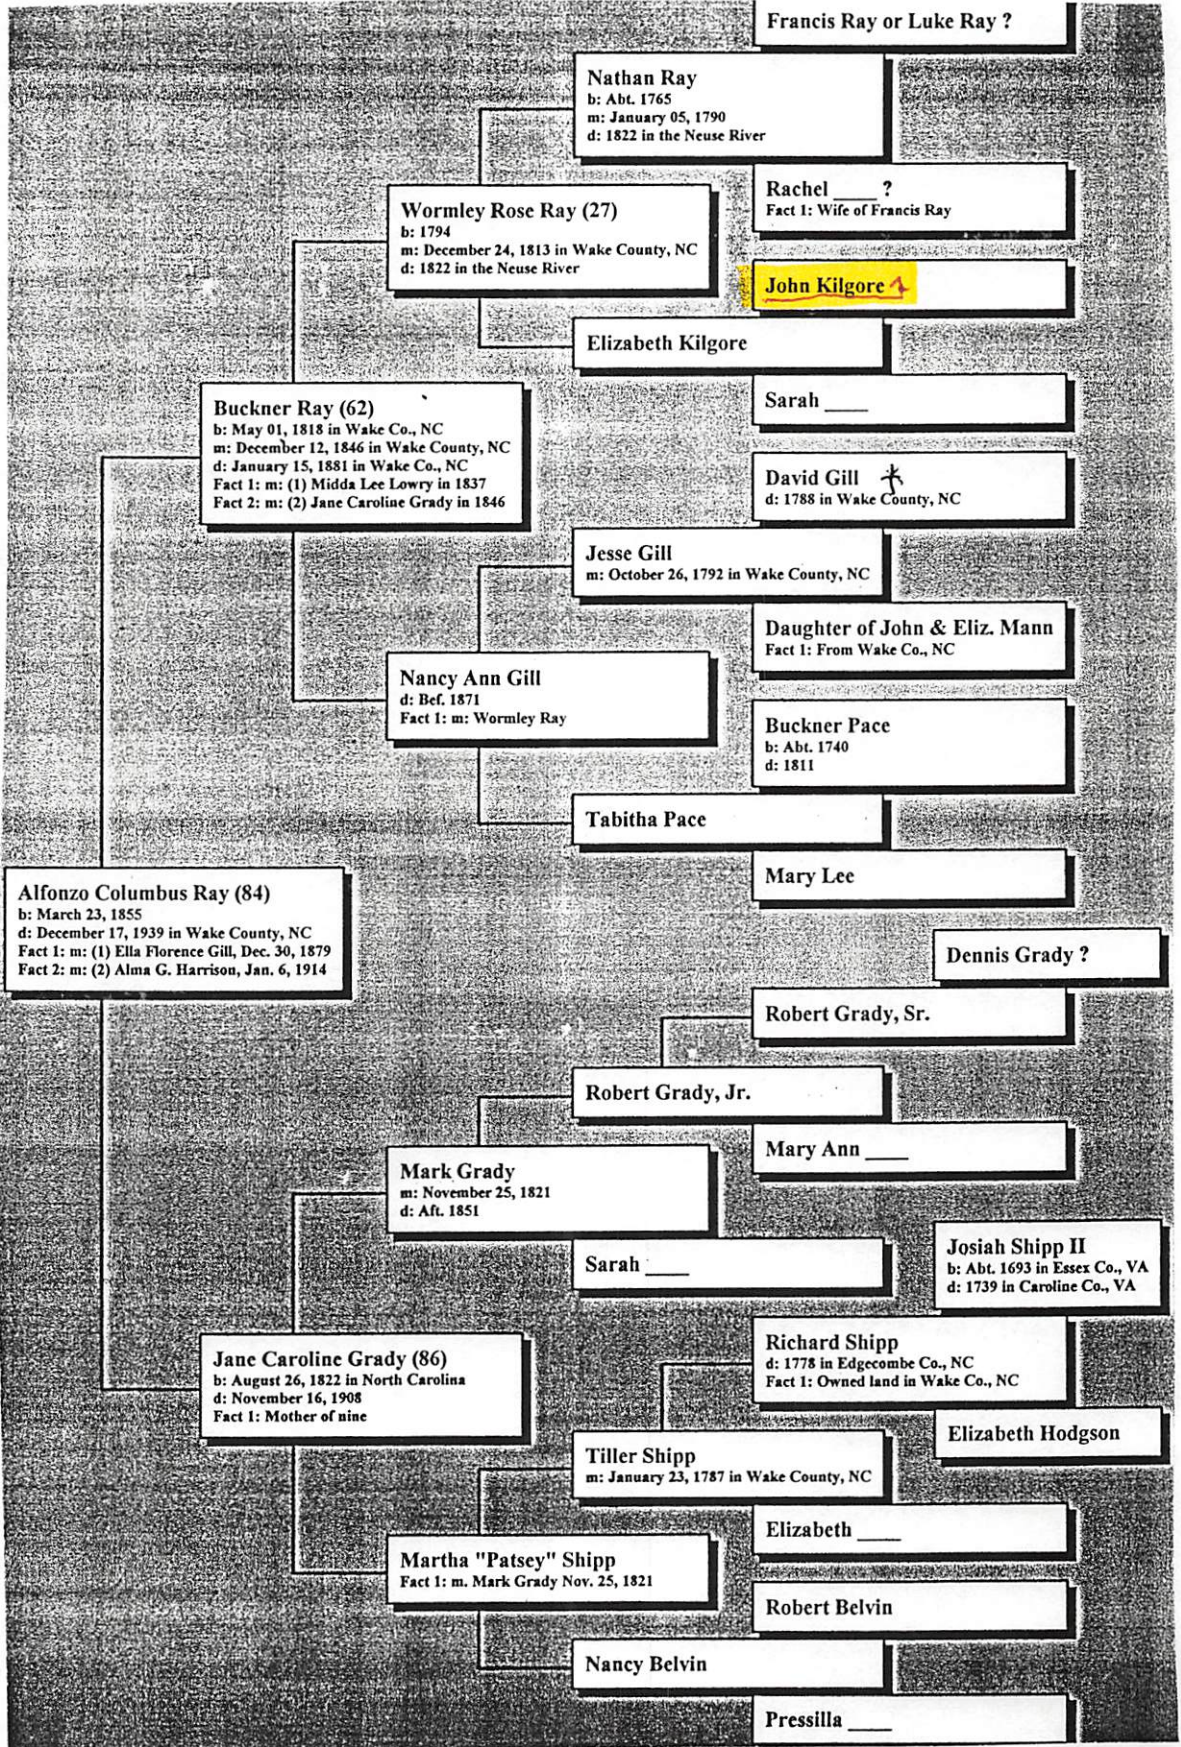 Francis Ray or Luke Ray ?
Nathan Ray
b: Abt. 1765
m: January 05, 1790
d: 1822 in the Neuse River
Rachel ____ ?
Fact 1: Wife of Francis Ray
Wormley Rose Ray (27)
b: 1794
m: December 24, 1813 in Wake County, NC
d: 1822 in the Neuse River
John Kilgore
Elizabeth Kilgore
Sarah ____
Buckner Ray (62)
b: May 01, 1818 in Wake Co., NC
m: December 12, 1846 in Wake County, NC
d: January 15, 1881 in Wake Co., NC
Fact 1: m: (1) Midda Lee Lowry in 1837
Fact 2: m: (2) Jane Caroline Grady in 1846
David Gill
d: 1788 in Wake County, NC
Jesse Gill
m: October 26, 1792 in Wake County, NC
Daughter of John & Eliz. Mann
Fact 1: From Wake Co., NC
Nancy Ann Gill
d: Bef. 1871
Fact 1: m: Wormley Ray
Buckner Pace
b: Abt. 1740
d: 1811
Tabitha Pace
Mary Lee
Alfonzo Columbus Ray (84)
b: March 23, 1855
d: December 17, 1939 in Wake County, NC
Fact 1: m: (1) Ella Florence Gill, Dec. 30, 1879
Fact 2: m: (2) Alma G. Harrison, Jan. 6, 1914
Dennis Grady ?
Robert Grady, Sr.
Robert Grady, Jr.
Mary Ann ____
Mark Grady
m: November 25, 1821
d: Aft. 1851
Sarah ____
Josiah Shipp II
b: Abt. 1693 in Essex Co., VA
d: 1739 in Caroline Co., VA
Richard Shipp
d: 1778 in Edgecombe Co., NC
Fact 1: Owned land in Wake Co., NC
Jane Caroline Grady (86)
b: August 26, 1822 in North Carolina
d: November 16, 1908
Fact 1: Mother of nine
Elizabeth Hodgson
Tiller Shipp
m: January 23, 1787 in Wake County, NC
Elizabeth ____
Martha "Patsey" Shipp
Fact 1: m. Mark Grady Nov. 25, 1821
Robert Belvin
Nancy Belvin
Pressilla ____